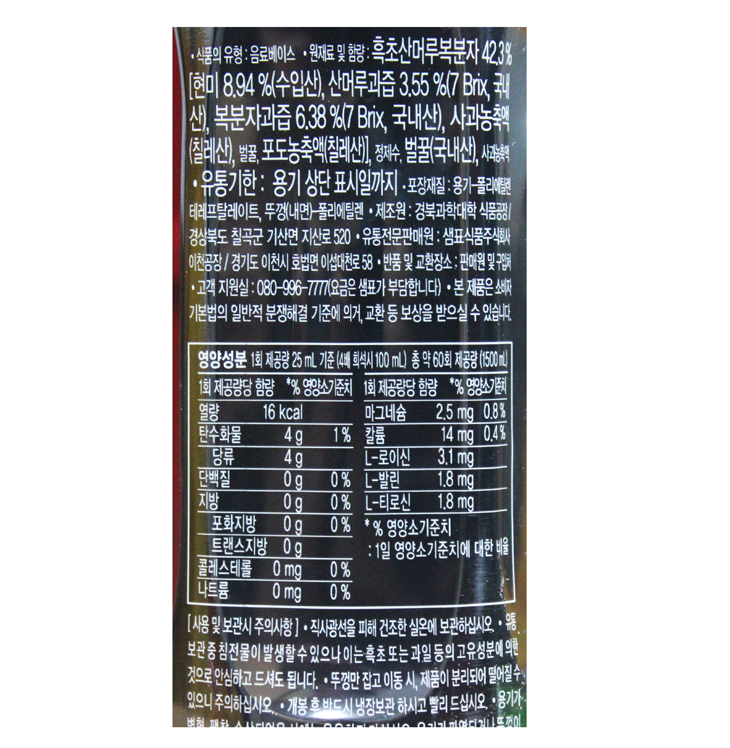 • 식품의 유형 : 음료베이스 • 원재료 및 함량 : 흑초산머루복분자 42.3%
[현미 8.94 %(수입산), 산머루과즙 3.55 %(7 Brix, 국내
산), 복분자과즙 6.38 %(7 Brix, 국내산), 사과농축액
(칠레산), 벌꿀, 포도농축액(칠레산)], 정제수, 벌꿀(국내산), 사과농축액
• 유통기한 : 용기 상단 표시일까지 • 포장재질 : 용기-폴리에틸렌
테레프탈레이트, 뚜껑(내면)-폴리에틸렌 • 제조원 : 경북과학대학 식품공장 /
경상북도 칠곡군 기산면 지산로 520 • 유통전문판매원 : 샘표식품주식회사
이천공장 / 경기도 이천시 호법면 이섭대천로 58 • 반품 및 교환장소 : 판매원 및 구입처
• 고객 지원실 : 080-996-7777(요금은 샘표가 부담합니다) • 본 제품은 소비자
기본법의 일반적 분쟁해결 기준에 의거, 교환 등 보상을 받으실 수 있습니다.
영양성분 1회 제공량 25 mL 기준 (4배 희석시 100 mL) 총 약 60회 제공량 (1500 mL)
1회 제공량당 함량 *% 영양소기준치 1회 제공량당 함량 *% 영양소기준치
열량 16 kcal 마그네슘 2.5 mg 0.8 %
탄수화물 4 g 1 % 칼륨 14 mg 0.4 %
당류 4 g L-로이신 3.1 mg
단백질 0 g 0 % L-발린 1.8 mg
지방 0 g 0 % L-티로신 1.8 mg
포화지방 0 g 0 % * % 영양소기준치
트랜스지방 0 g : 1일 영양소기준치에 대한 비율
콜레스테롤 0 mg 0 %
나트륨 0 mg 0 %
[사용 및 보관시 주의사항] • 직사광선을 피해 건조한 실온에 보관하십시오. • 유통,
보관 중 침전물이 발생할 수 있으나 이는 흑초 또는 과일 등의 고유성분에 의한
것으로 안심하고 드셔도 됩니다. • 뚜껑만 잡고 이동 시, 제품이 분리되어 떨어질 수
있으니 주의하십시오. • 개봉 후 반드시 냉장보관 하시고 빨리 드십시오. • 용기가